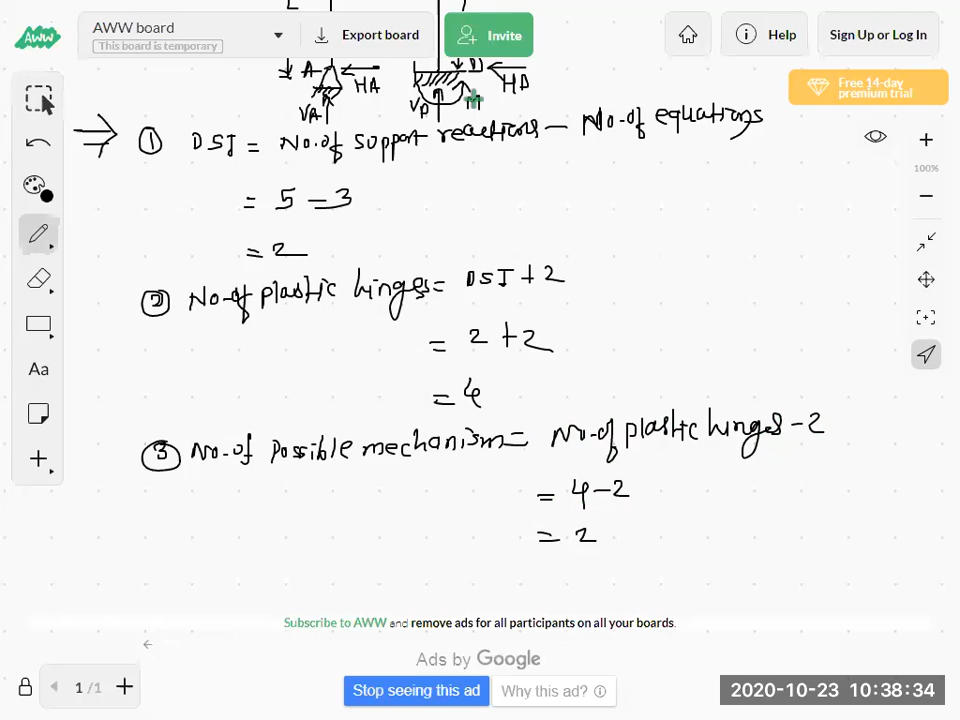 AWW board
This board is temporary
Export board
Invite
Help
Sign Up or Log In
Free 14-day
premium trial
100%
A HA D HD
VA VD M
① DSI = No. of support reactions - No. of equations
= 5 - 3
= 2
② No. of plastic hinges = DSI + 2
= 2 + 2
= 4
③ No. of possible mechanism = No. of plastic hinges - 2
= 4 - 2
= 2
Aa
Subscribe to AWW and remove ads for all participants on all your boards.
Ads by Google
Stop seeing this ad
Why this ad?
1 / 1
2020-10-23 10:38:34